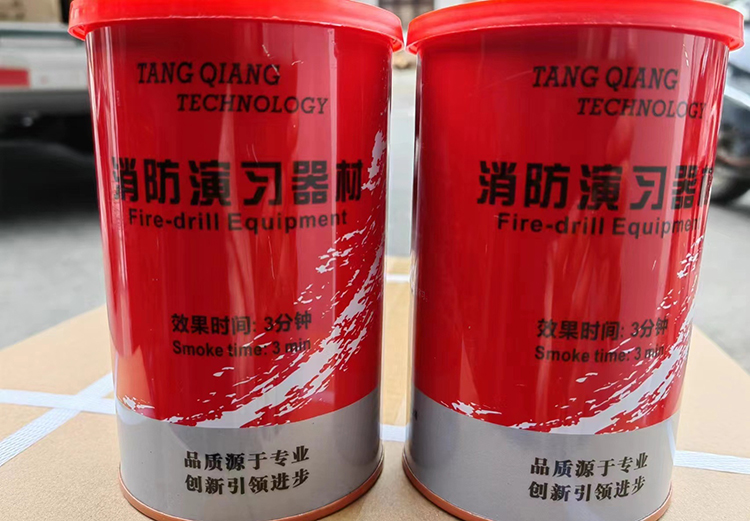 TANG QIANG
TECHNOLOGY
消防演习器材
Fire-drill Equipment
效果时间: 3分钟
Smoke time: 3 min
品质源于专业
创新引领进步
TANG QIANG
TECHNOLOGY
消防演习器
Fire-drill Equipment
效果时间: 3分钟
Smoke time: 3 min
品质源于专业
创新引领进步